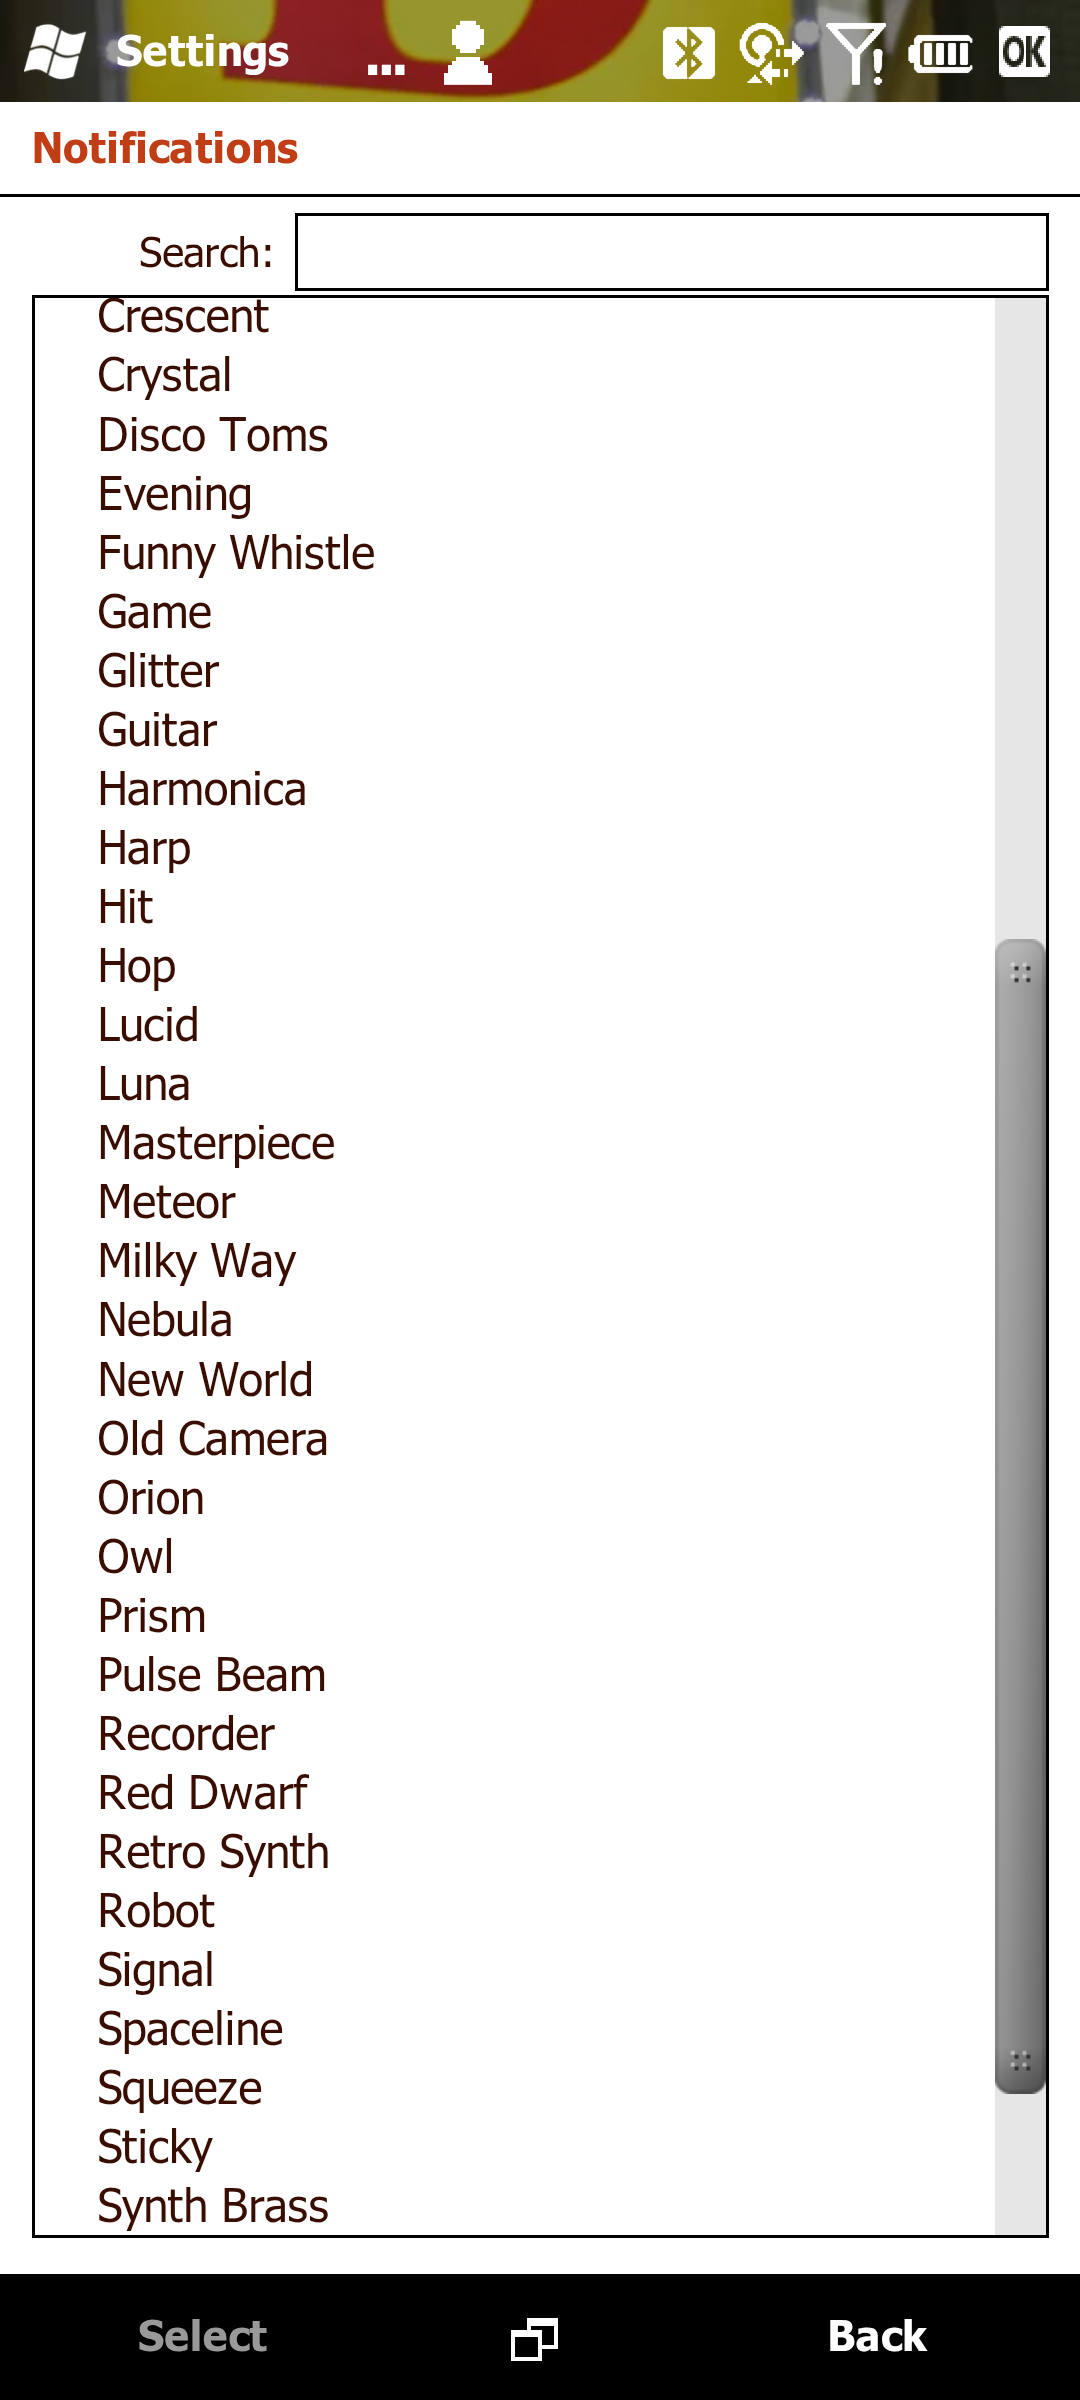 Settings ... OK
Notifications
Search:
Crescent
Crystal
Disco Toms
Evening
Funny Whistle
Game
Glitter
Guitar
Harmonica
Harp
Hit
Hop
Lucid
Luna
Masterpiece
Meteor
Milky Way
Nebula
New World
Old Camera
Orion
Owl
Prism
Pulse Beam
Recorder
Red Dwarf
Retro Synth
Robot
Signal
Spaceline
Squeeze
Sticky
Synth Brass
Select Back